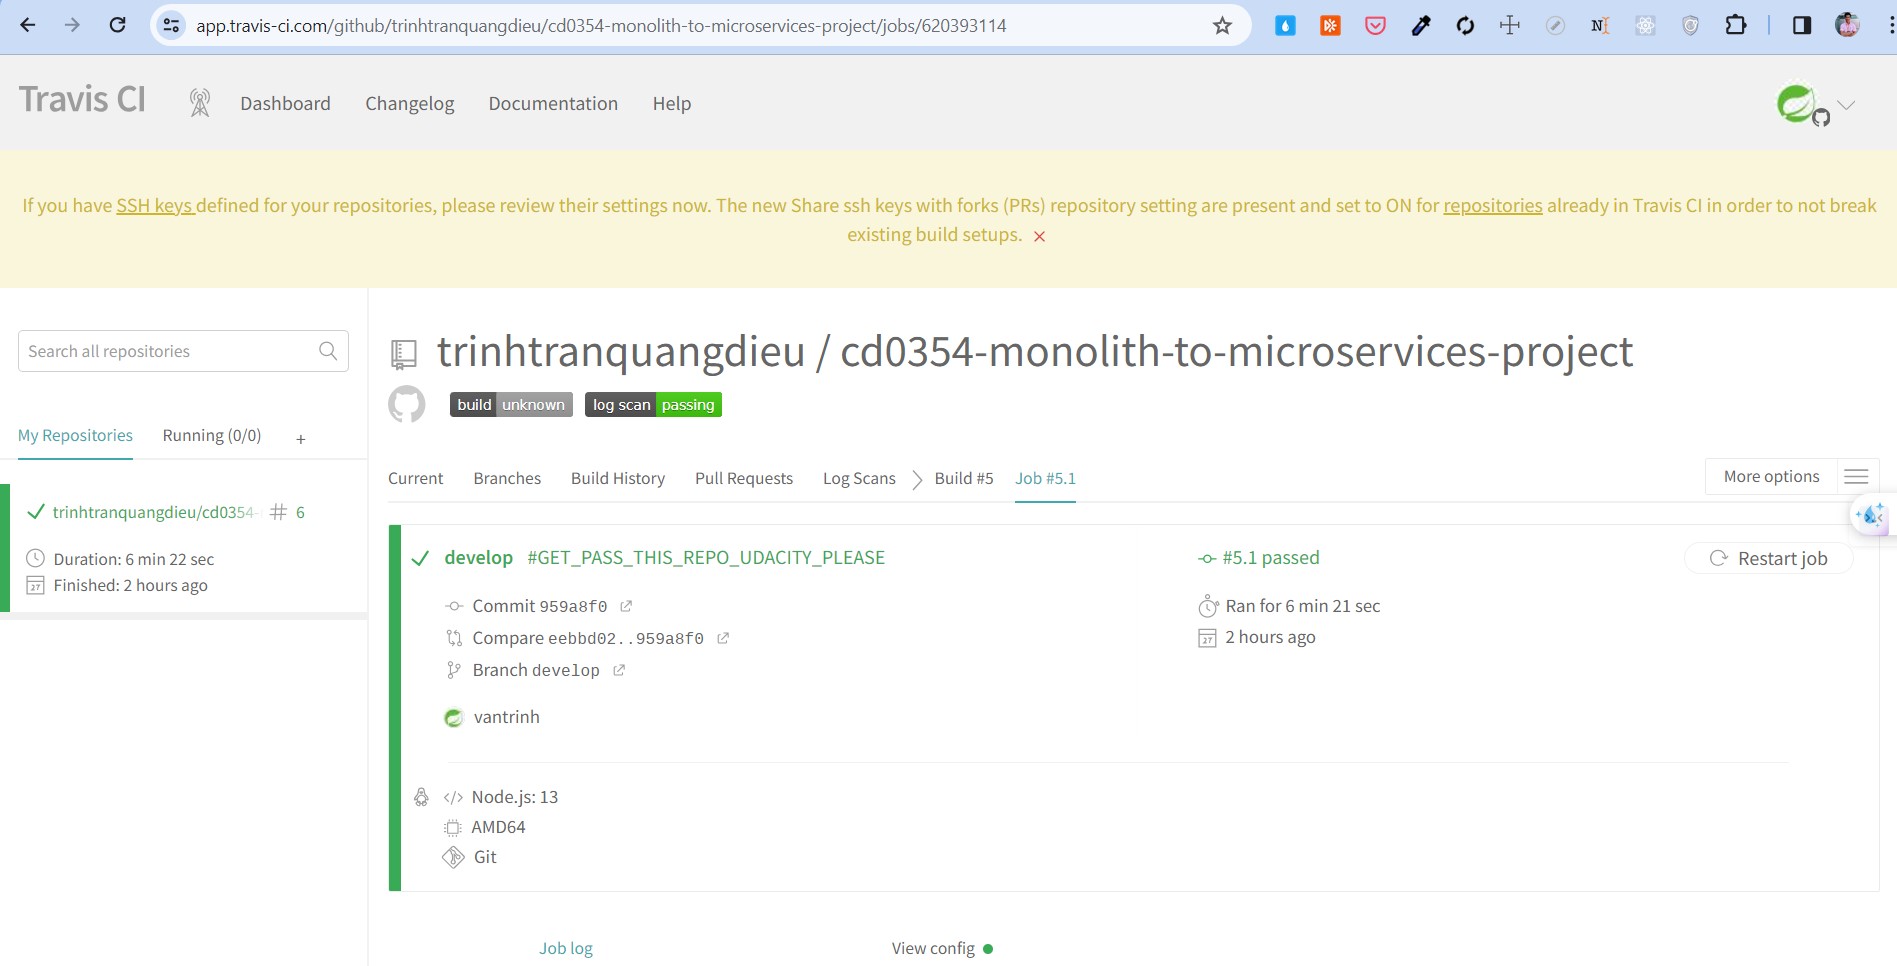 app.travis-ci.com/github/trinhtranquangdieu/cd0354-monolith-to-microservices-project/jobs/620393114
Travis CI
Dashboard
Changelog
Documentation
Help
If you have SSH keys defined for your repositories, please review their settings now. The new Share ssh keys with forks (PRs) repository setting are present and set to ON for repositories already in Travis CI in order to not break
existing build setups.
Search all repositories
My Repositories
Running (0/0)
+
trinhtranquangdieu/cd0354-
# 6
Duration: 6 min 22 sec
27 Finished: 2 hours ago
trinhtranquangdieu / cd0354-monolith-to-microservices-project
build unknown
log scan passing
Current
Branches
Build History
Pull Requests
Log Scans
Build #5
Job #5.1
More options
develop #GET_PASS_THIS_REPO_UDACITY_PLEASE
Commit 959a8f0
Compare eebbd02..959a8f0
Branch develop
vantrinh
#5.1 passed
Ran for 6 min 21 sec
27 2 hours ago
Restart job
</> Node.js: 13
AMD64
Git
Job log
View config